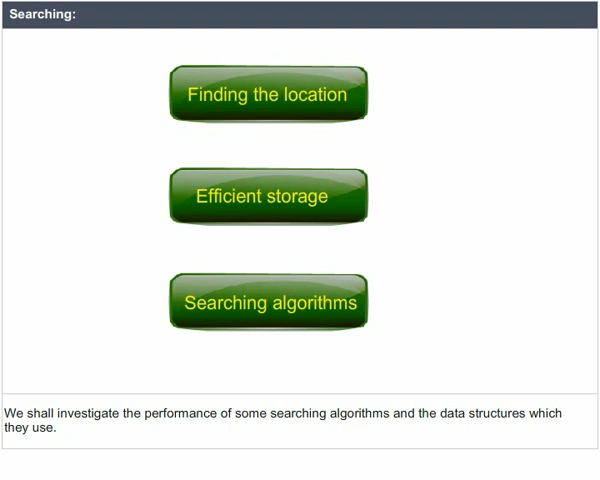 Searching:
Finding the location
Efficient storage
Searching algorithms
We shall investigate the performance of some searching algorithms and the data structures which
they use.